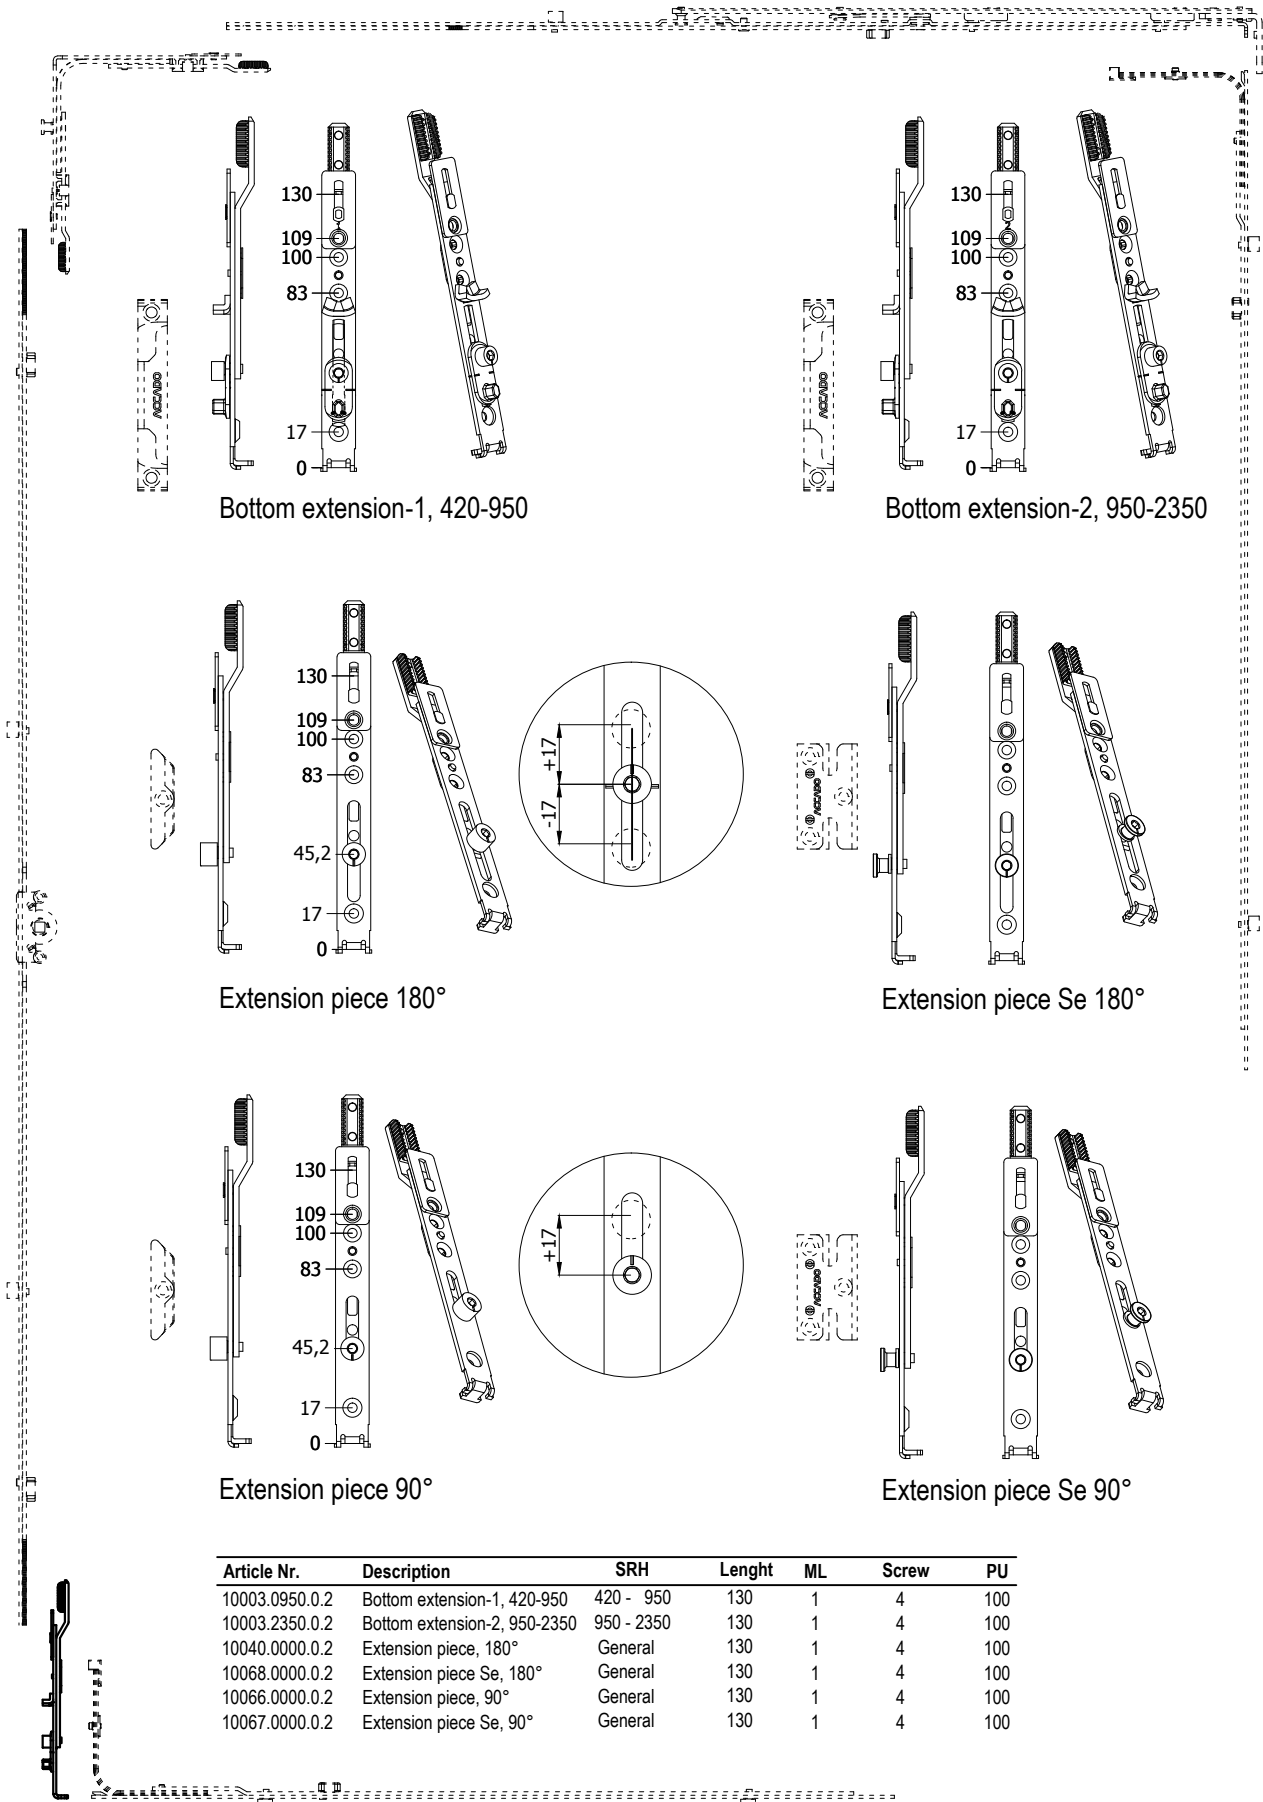 130
109
100
83
17
0
ACCADO
Bottom extension-1, 420-950
130
2
109
100
83
17
0
ACCADO
Bottom extension-2, 950-2350
130
109
100
83
45,2
17
0
+17
-17
ACCADO
Extension piece 180°
Extension piece Se 180°
130
109
100
83
45,2
17
0
+17
ACCADO
Extension piece 90°
Extension piece Se 90°
Article Nr. Description SRH Lenght ML Screw PU
10003.0950.0.2 Bottom extension-1, 420-950 420 - 950 130 1 4 100
10003.2350.0.2 Bottom extension-2, 950-2350 950 - 2350 130 1 4 100
10040.0000.0.2 Extension piece, 180° General 130 1 4 100
10068.0000.0.2 Extension piece Se, 180° General 130 1 4 100
10066.0000.0.2 Extension piece, 90° General 130 1 4 100
10067.0000.0.2 Extension piece Se, 90° General 130 1 4 100